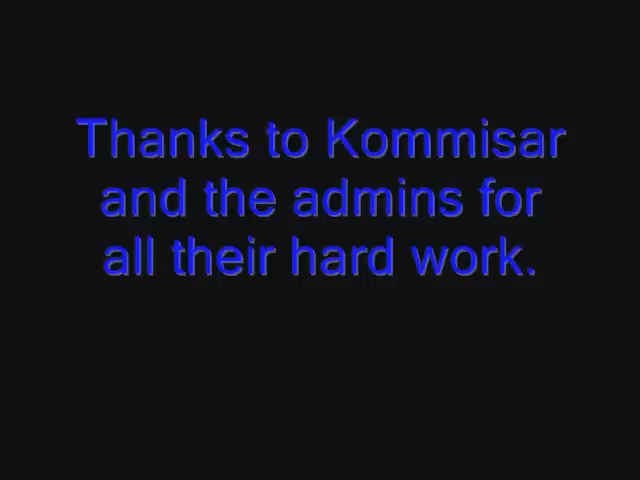 Thanks to Kommisar
and the admins for
all their hard work.